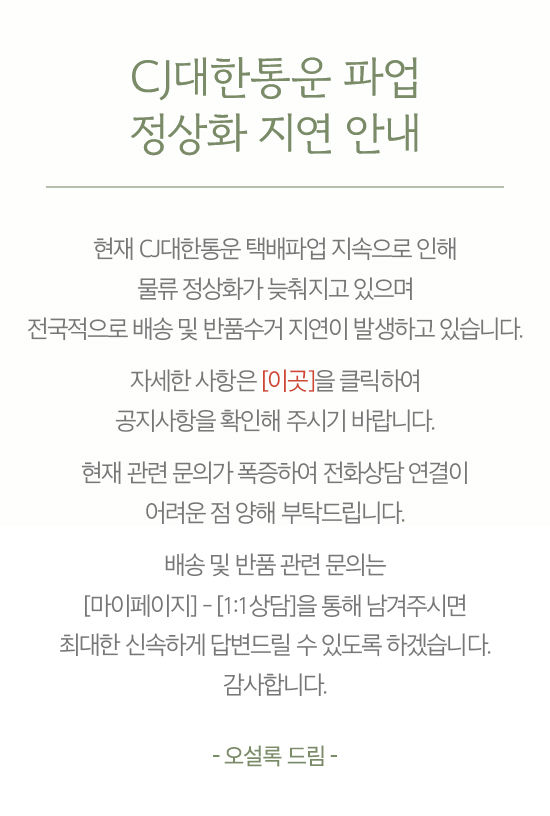 CJ대한통운 파업
정상화 지연 안내
현재 CJ대한통운 택배파업 지속으로 인해
물류 정상화가 늦춰지고 있으며
전국적으로 배송 및 반품수거 지연이 발생하고 있습니다.
자세한 사항은 [이곳]을 클릭하여
공지사항을 확인해 주시기 바랍니다.
현재 관련 문의가 폭증하여 전화상담 연결이
어려운 점 양해 부탁드립니다.
배송 및 반품 관련 문의는
[마이페이지] - [1:1상담]을 통해 남겨주시면
최대한 신속하게 답변드릴 수 있도록 하겠습니다.
감사합니다.
- 오설록 드림 -